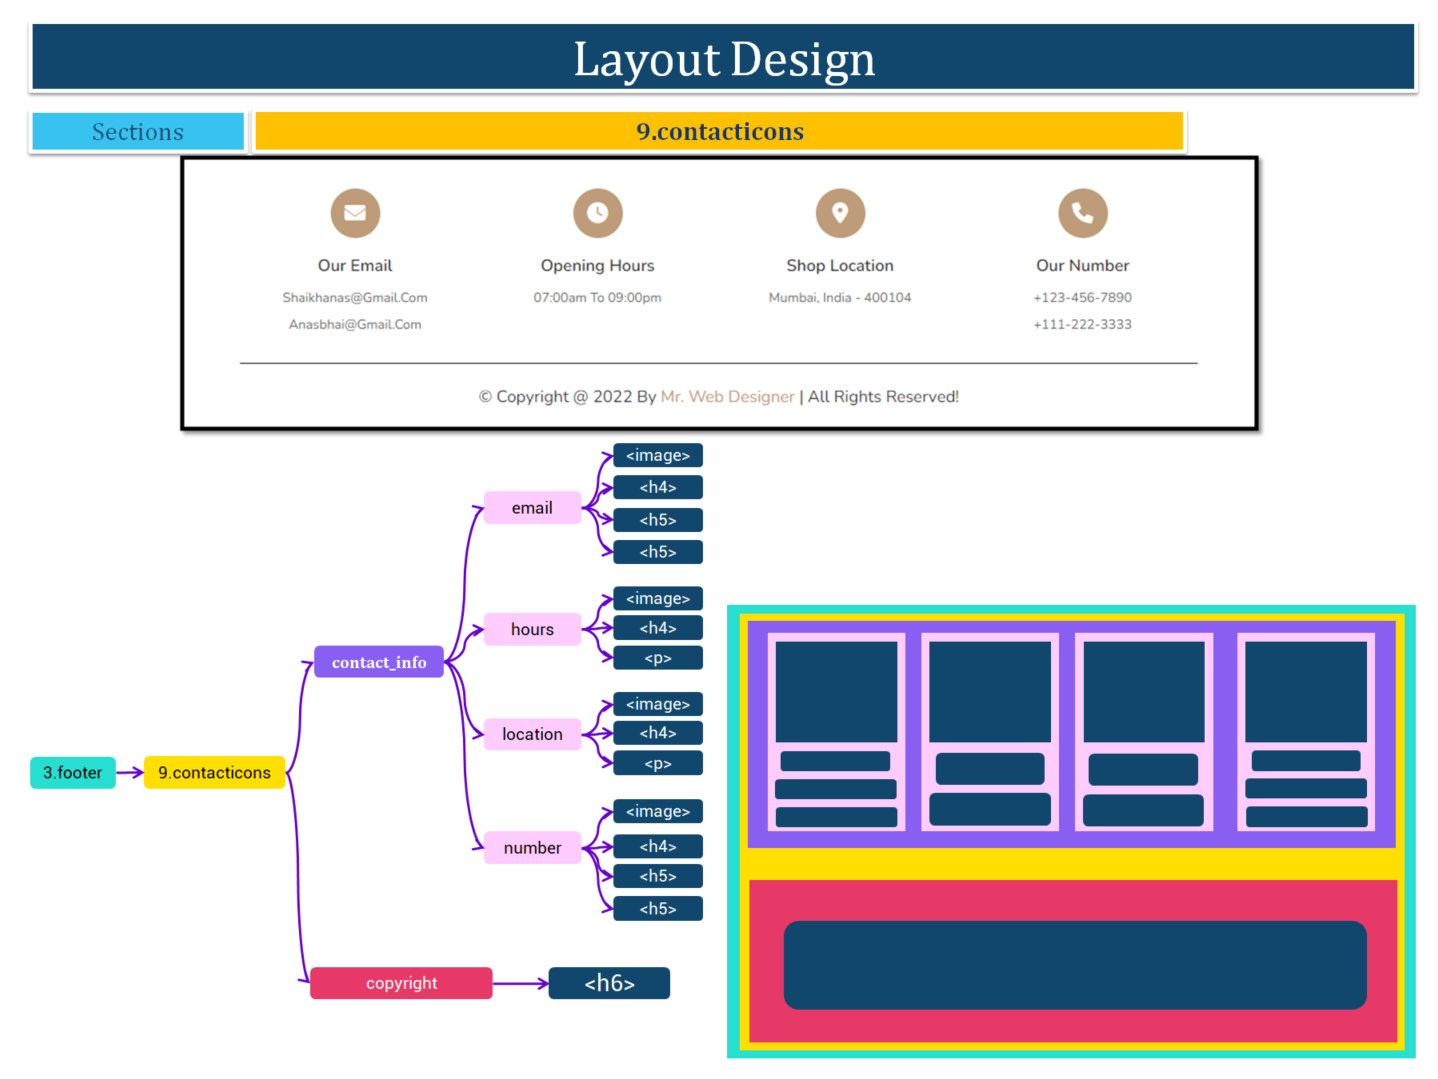 Layout Design
Sections
9.contacticons
Our Email
Shaikhanas@Gmail.Com
Anasbhai@Gmail.Com
Opening Hours
07:00am To 09:00pm
Shop Location
Mumbai, India - 400104
Our Number
+123-456-7890
+111-222-3333
© Copyright @ 2022 By Mr. Web Designer | All Rights Reserved!
3.footer
9.contacticons
contact_info
email
<image>
<h4>
<h5>
<h5>
hours
<image>
<h4>
<p>
location
<image>
<h4>
<p>
number
<image>
<h4>
<h5>
<h5>
copyright
<h6>